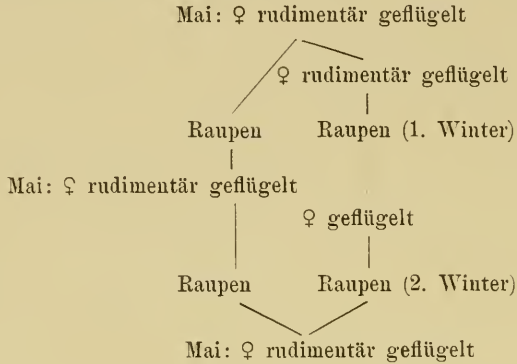 Mai: ♀ rudimentär geflügelt
♀ rudimentär geflügelt
Raupen Raupen (1. Winter)
Mai: ♀ rudimentär geflügelt
♀ geflügelt
Raupen Raupen (2. Winter)
Mai: ♀ rudimentär geflügelt